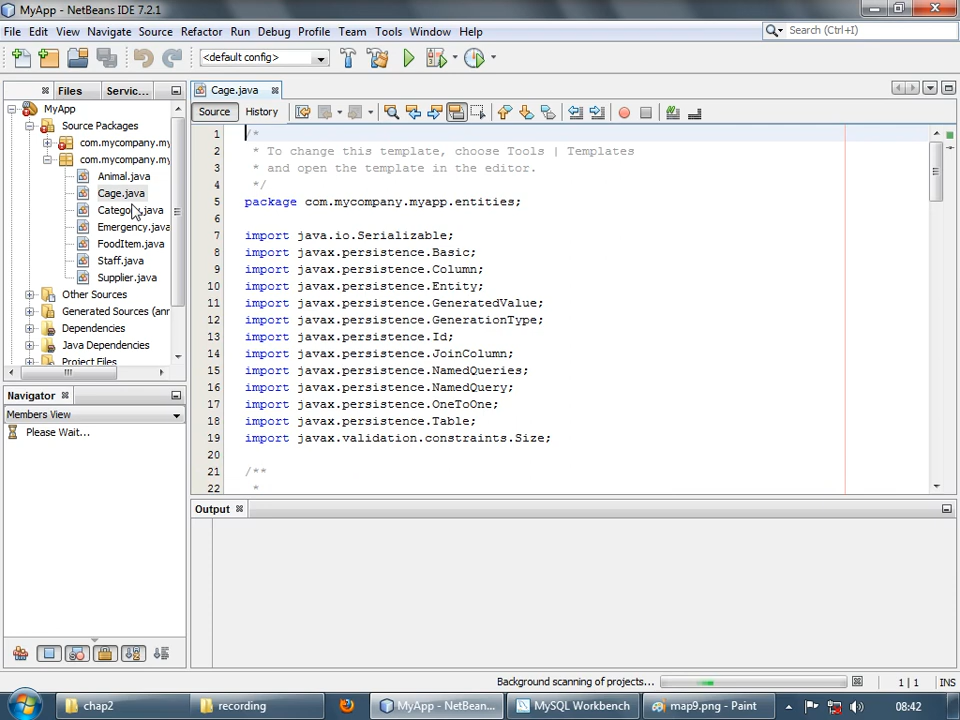 MyApp - NetBeans IDE 7.2.1
File Edit View Navigate Source Refactor Run Debug Profile Team Tools Window Help
Search (Ctrl+I)
<default config>
Files Servic...
Cage.java
Source History
MyApp
Source Packages
com.mycompany.my
com.mycompany.my
Animal.java
Cage.java
Category.java
Emergency.java
FoodItem.java
Staff.java
Supplier.java
Other Sources
Generated Sources (ann
Dependencies
Java Dependencies
Project Files
1 /*
2 * To change this template, choose Tools | Templates
3 * and open the template in the editor.
4 */
5 package com.mycompany.myapp.entities;
6
7 import java.io.Serializable;
8 import javax.persistence.Basic;
9 import javax.persistence.Column;
10 import javax.persistence.Entity;
11 import javax.persistence.GeneratedValue;
12 import javax.persistence.GenerationType;
13 import javax.persistence.Id;
14 import javax.persistence.JoinColumn;
15 import javax.persistence.NamedQueries;
16 import javax.persistence.NamedQuery;
17 import javax.persistence.OneToOne;
18 import javax.persistence.Table;
19 import javax.validation.constraints.Size;
20
21 /**
22 *
Navigator
Members View
Please Wait...
Output
Background scanning of projects...
1 | 1 INS
chap2 recording MyApp - NetBean... MySQL Workbench map9.png - Paint 08:42